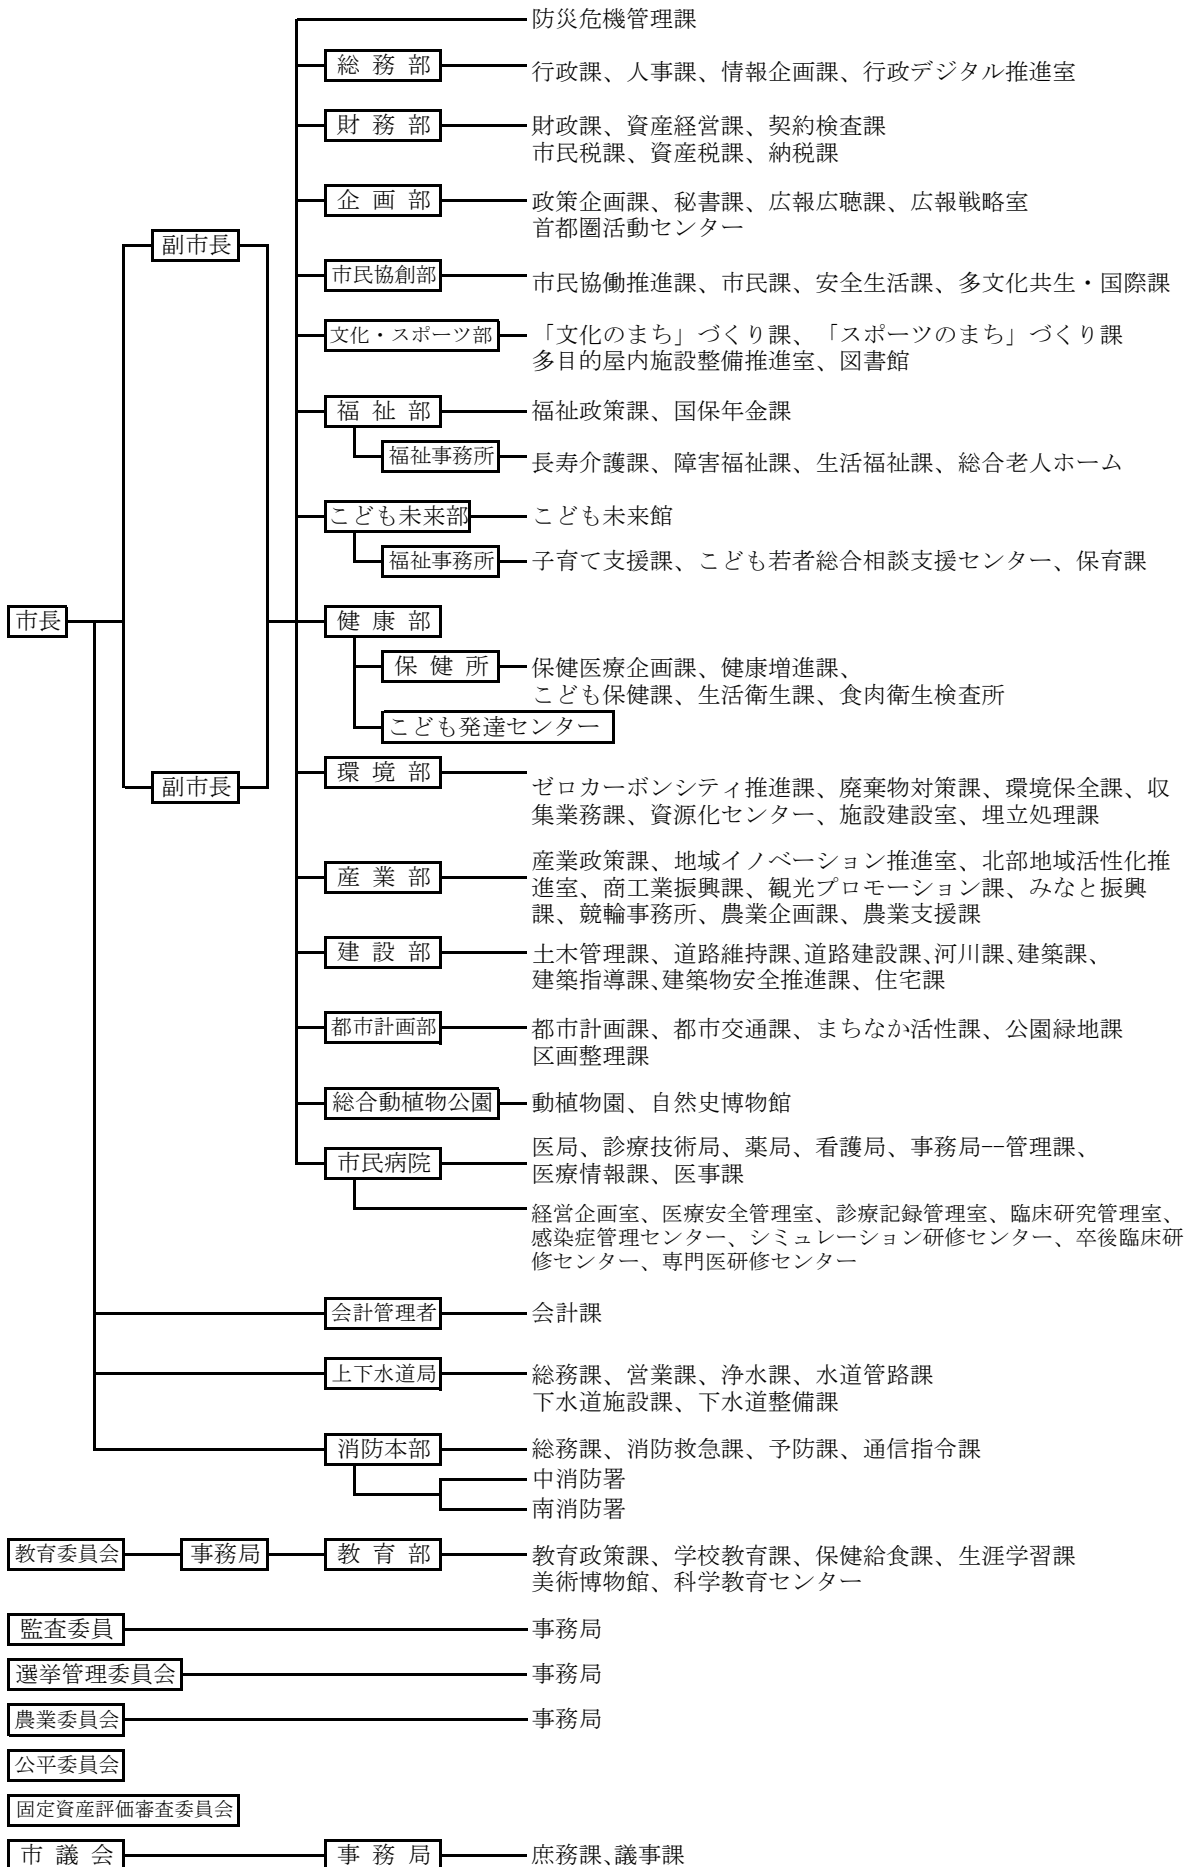 防災危機管理課
総務部
行政課、人事課、情報企画課、行政デジタル推進室
財務部
財政課、資産経営課、契約検査課
市民税課、資産税課、納税課
企画部
政策企画課、秘書課、広報広聴課、広報戦略室
首都圏活動センター
副市長
市民協創部
市民協働推進課、市民課、安全生活課、多文化共生・国際課
文化・スポーツ部
「文化のまち」づくり課、「スポーツのまち」づくり課
多目的屋内施設整備推進室、図書館
福祉部
福祉政策課、国保年金課
福祉事務所
長寿介護課、障害福祉課、生活福祉課、総合老人ホーム
こども未来部
こども未来館
福祉事務所
子育て支援課、こども若者総合相談支援センター、保育課
市長
健康部
保健所
保健医療企画課、健康増進課、
こども保健課、生活衛生課、食肉衛生検査所
こども発達センター
副市長
環境部
ゼロカーボンシティ推進課、廃棄物対策課、環境保全課、収
集業務課、資源化センター、施設建設室、埋立処理課
産業部
産業政策課、地域イノベーション推進室、北部地域活性化推
進室、商工業振興課、観光プロモーション課、みなと振興
課、競輪事務所、農業企画課、農業支援課
建設部
土木管理課、道路維持課、道路建設課、河川課、建築課、
建築指導課、建築物安全推進課、住宅課
都市計画部
都市計画課、都市交通課、まちなか活性課、公園緑地課
区画整理課
総合動植物公園
動植物園、自然史博物館
市民病院
医局、診療技術局、薬局、看護局、事務局―管理課、
医療情報課、医事課
経営企画室、医療安全管理室、診療記録管理室、臨床研究管理室、
感染症管理センター、シミュレーション研修センター、卒後臨床研
修センター、専門医研修センター
会計管理者
会計課
上下水道局
総務課、営業課、浄水課、水道管路課
下水道施設課、下水道整備課
消防本部
総務課、消防救急課、予防課、通信指令課
中消防署
南消防署
教育委員会
事務局
教育部
教育政策課、学校教育課、保健給食課、生涯学習課
美術博物館、科学教育センター
監査委員
事務局
選挙管理委員会
事務局
農業委員会
事務局
公平委員会
固定資産評価審査委員会
市議会
事務局
庶務課、議事課